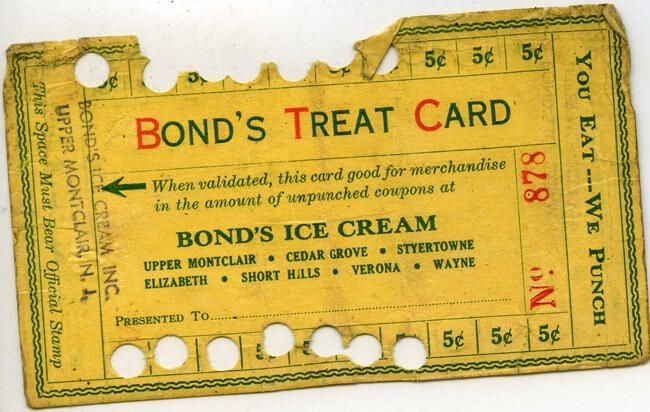 5¢ 5¢ 5¢ 5¢ 5¢
BOND'S TREAT CARD
When validated, this card good for merchandise
in the amount of unpunched coupons at
BOND'S ICE CREAM
UPPER MONTCLAIR • CEDAR GROVE • STYERTOWNE
ELIZABETH • SHORT HILLS • VERONA • WAYNE
PRESENTED TO
5¢ 5¢ 5¢
This Space Must Bear Official Stamp
BOND'S ICE CREAM INC.
UPPER MONTCLAIR, N. J.
No. 878
YOU EAT---WE PUNCH